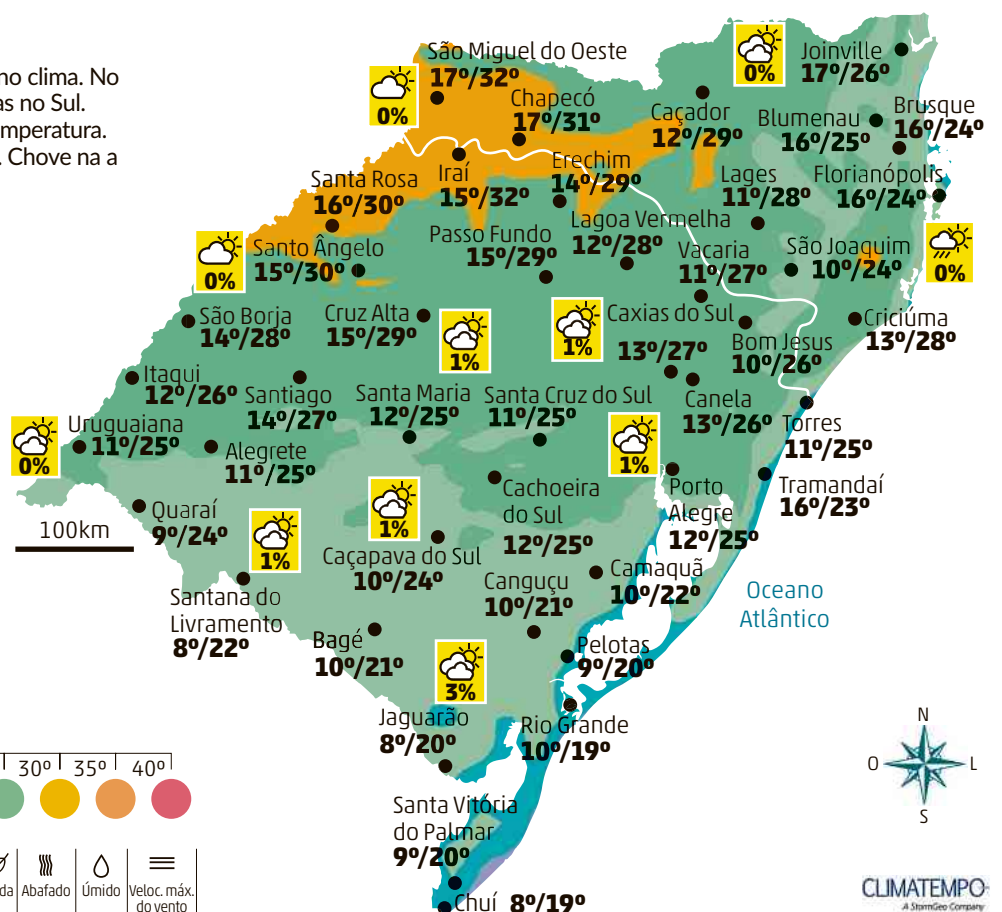 no clima. No
as no Sul.
mperatura.
. Chove na a
São Miguel do Oeste
17º/32º
0%
Chapecó
17º/31º
0%
Caçador
12º/29º
Joinville
17º/26º
Blumenau
16º/25º
Brusque
16º/24º
Santa Rosa
16º/30º
Iraí
15º/32º
Erechim
14º/29º
Lages
11º/28º
Florianópolis
16º/24º
0%
Santo Ângelo
15º/30º
Passo Fundo
15º/29º
Lagoa Vermelha
12º/28º
Vacaria
11º/27º
São Joaquim
10º/24º
0%
São Borja
14º/28º
Cruz Alta
15º/29º
1%
1%
Caxias do Sul
13º/27º
Bom Jesus
10º/26º
Criciúma
13º/28º
Itaqui
12º/26º
Santiago
14º/27º
Santa Maria
12º/25º
Santa Cruz do Sul
11º/25º
Canela
13º/26º
Torres
11º/25º
0%
Uruguaiana
11º/25º
Alegrete
11º/25º
1%
Quaraí
9º/24º
100km
1%
1%
Cachoeira
do Sul
12º/25º
Porto
Alegre
12º/25º
Tramandaí
16º/23º
Caçapava do Sul
10º/24º
Santana do
Livramento
8º/22º
Canguçu
10º/21º
Camaquã
10º/22º
Oceano
Atlântico
Bagé
10º/21º
3%
Pelotas
9º/20º
Jaguarão
8º/20º
Rio Grande
10º/19º
N
O
L
S
30º 35º 40º
Santa Vitória
do Palmar
9º/20º
da
Abafado
Úmido
Veloc. máx.
do vento
Chuí 8º/19º
CLIMATEMPO
A StormGeo Company